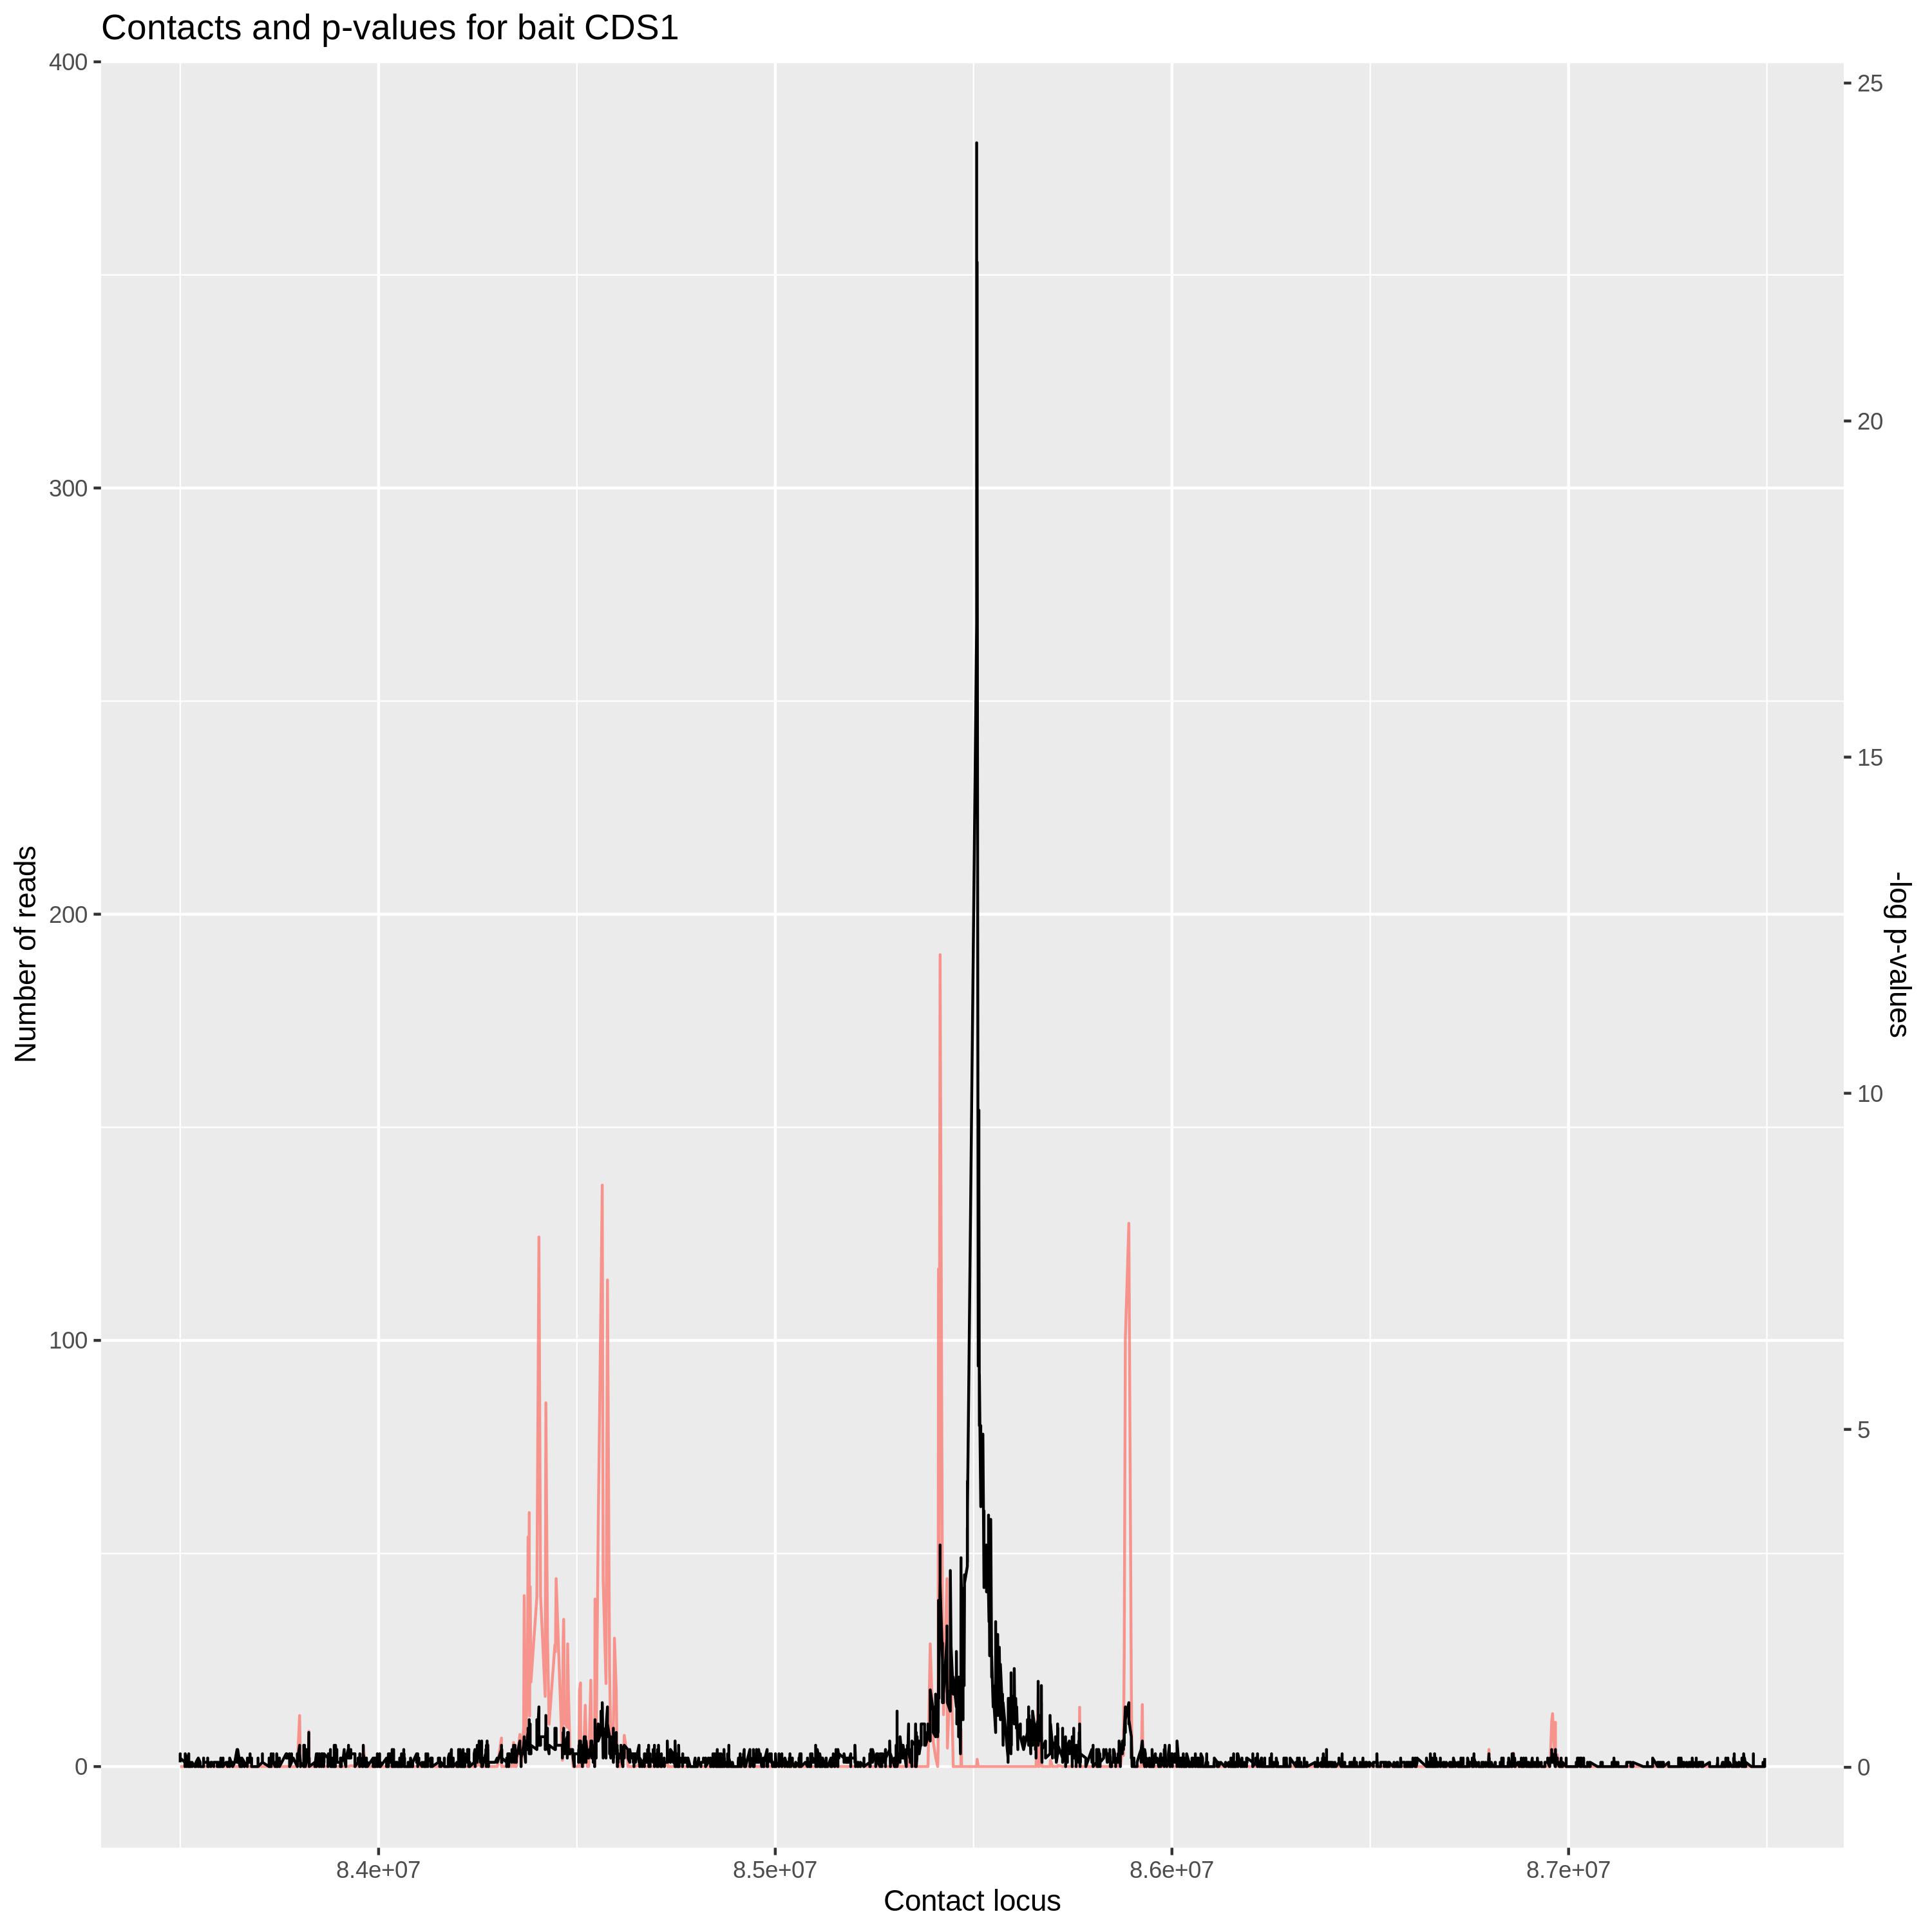 Contacts and p-values for bait CDS1
400
300
200
100
0
Number of reads
25
20
15
10
5
0
-log p-values
8.4e+07
8.5e+07
8.6e+07
8.7e+07
Contact locus